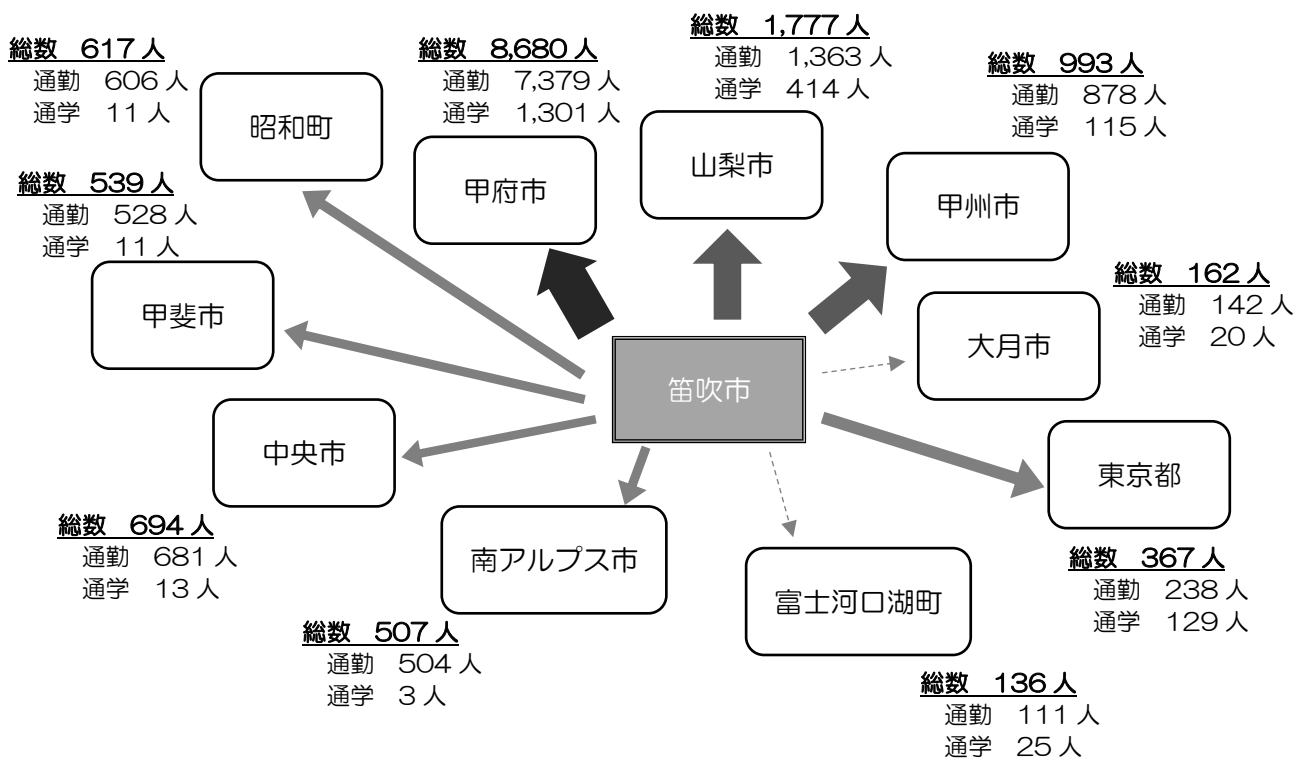 総数 617人
通勤 606人
通学 11人
昭和町
総数 8,680人
通勤 7,379人
通学 1,301人
甲府市
総数 1,777人
通勤 1,363人
通学 414人
山梨市
総数 993人
通勤 878人
通学 115人
甲州市
総数 539人
通勤 528人
通学 11人
甲斐市
総数 162人
通勤 142人
通学 20人
大月市
笛吹市
中央市
総数 694人
通勤 681人
通学 13人
東京都
総数 367人
通勤 238人
通学 129人
南アルプス市
総数 507人
通勤 504人
通学 3人
富士河口湖町
総数 136人
通勤 111人
通学 25人